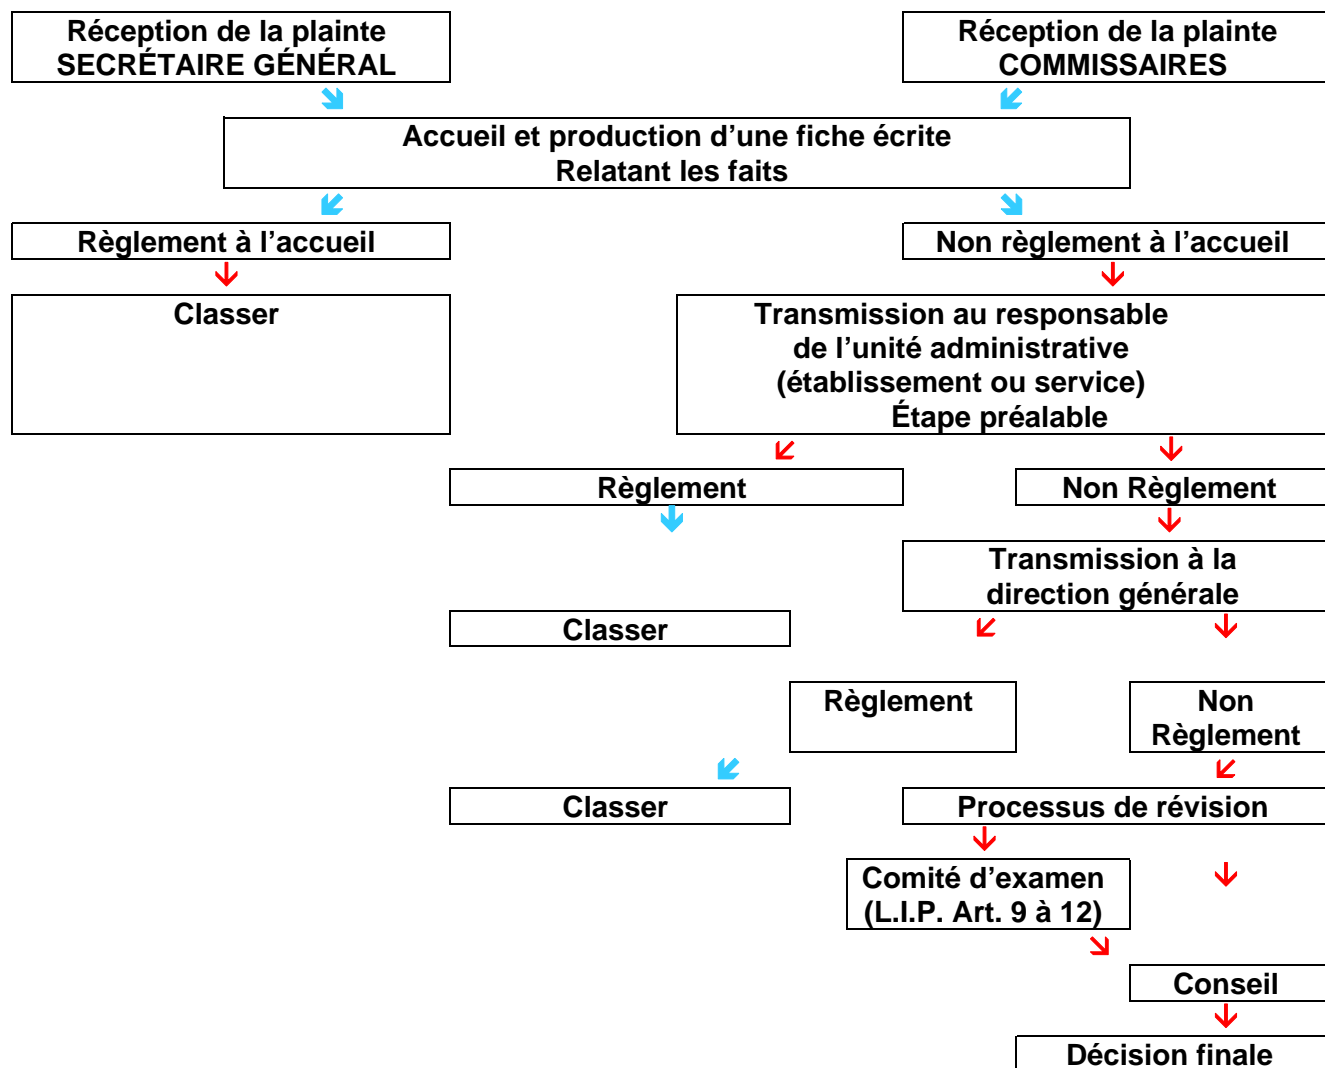 Réception de la plainte
SECRÉTAIRE GÉNÉRAL
Réception de la plainte
COMMISSAIRES
Accueil et production d’une fiche écrite
Relatant les faits
Règlement à l’accueil
Non règlement à l’accueil
Classer
Transmission au responsable
de l’unité administrative
(établissement ou service)
Étape préalable
Règlement
Non Règlement
Transmission à la
direction générale
Classer
Règlement
Non
Règlement
Classer
Processus de révision
Comité d’examen
(L.I.P. Art. 9 à 12)
Conseil
Décision finale